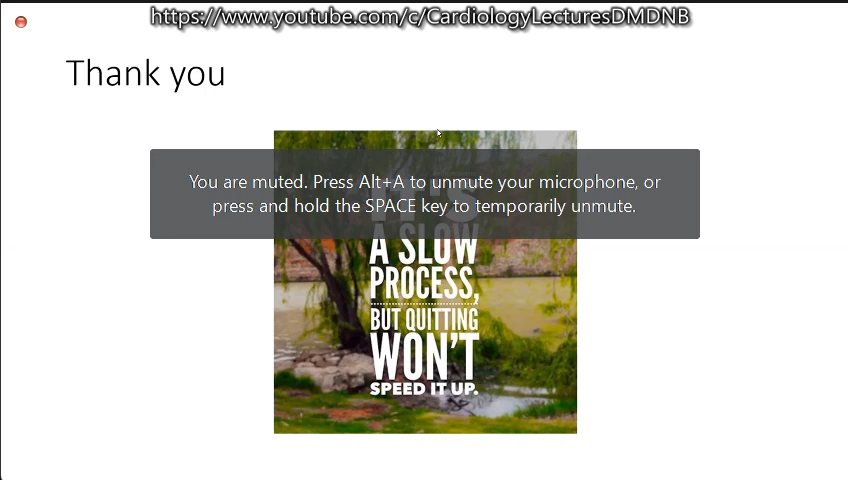 https://www.youtube.com/c/CardiologyLecturesDMDNB
Thank you
You are muted. Press Alt+A to unmute your microphone, or
press and hold the SPACE key to temporarily unmute.
IT'S
A SLOW
PROCESS,
BUT QUITTING
WON'T
SPEED IT UP.